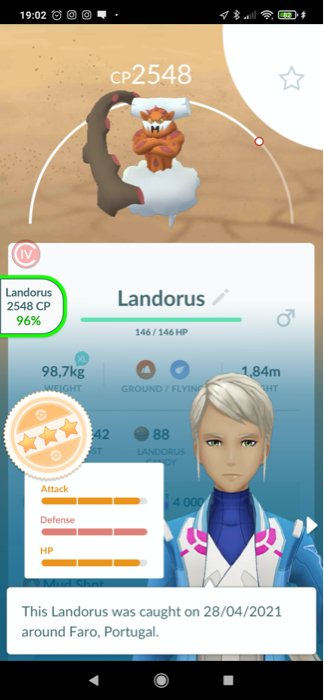 19:02
82
CP2548
IV
Landorus
2548 CP
96%
Landorus
146 / 146 HP
XL
98,7kg
WEIGHT
GROUND / FLYING
1,84m
42
88
LANDORUS
CANDY
Attack
4 000
Defense
HP
Mud Shot
This Landorus was caught on 28/04/2021
around Faro, Portugal.